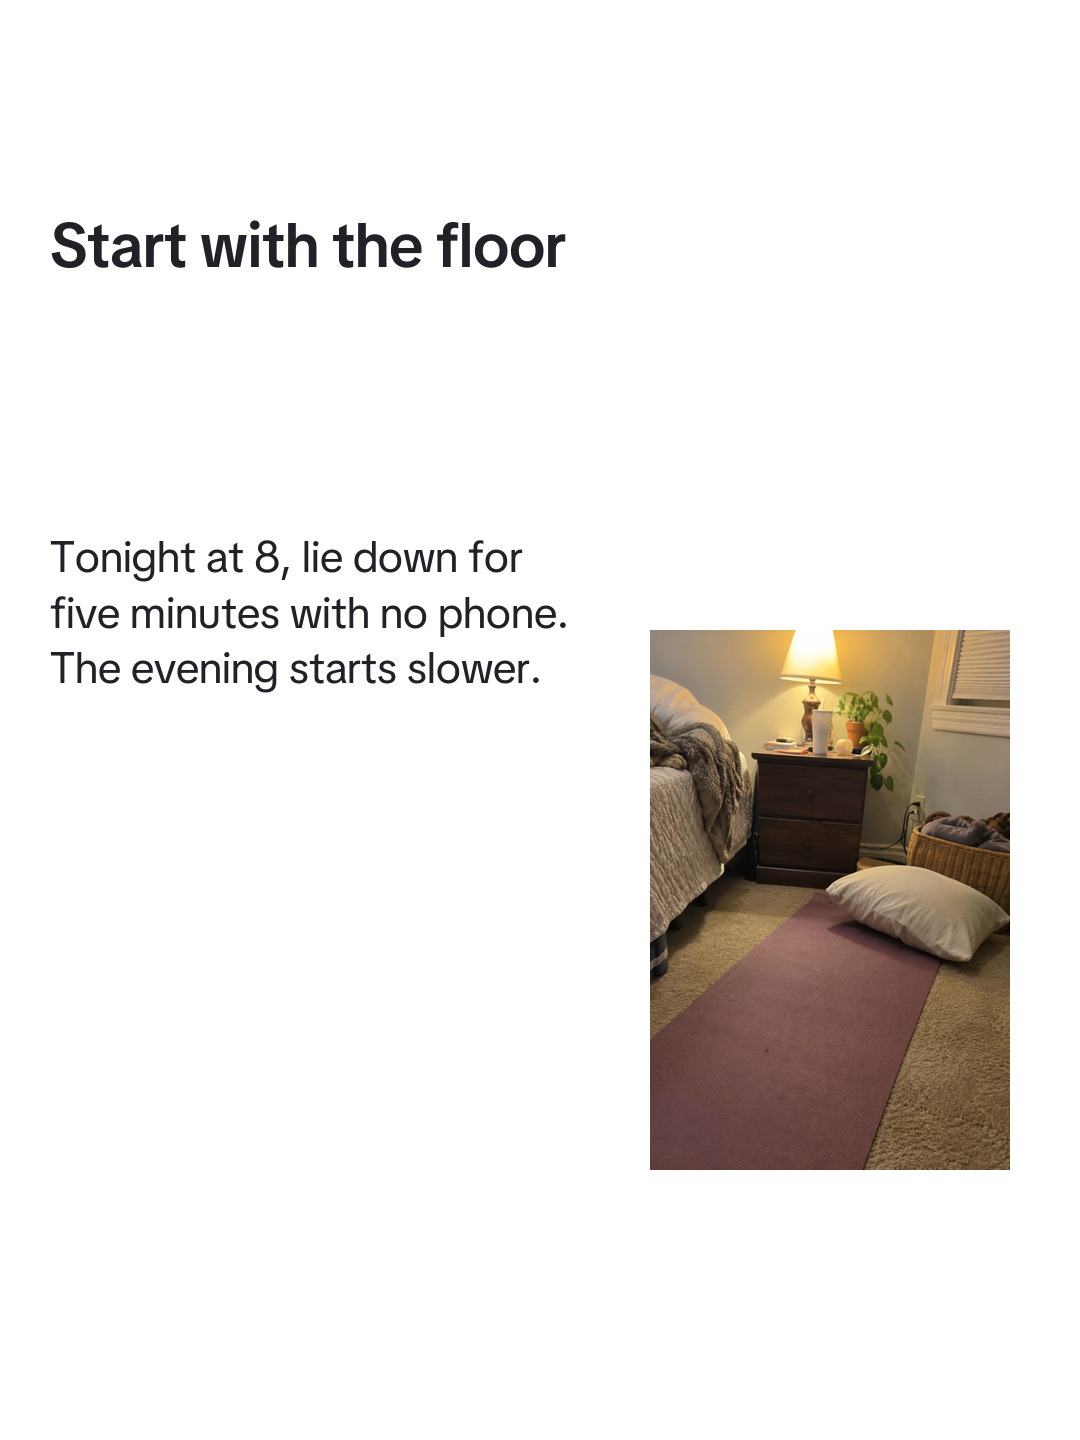 Start with the floor
Tonight at 8, lie down for
five minutes with no phone.
The evening starts slower.